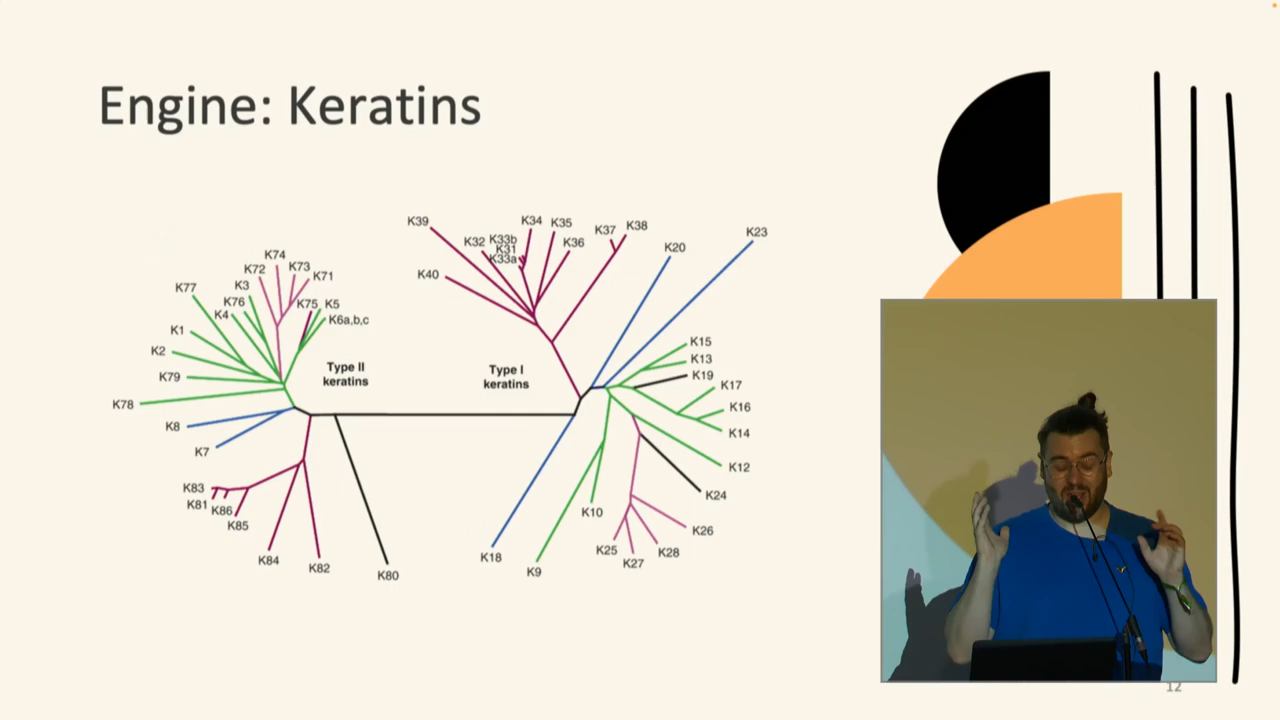 Engine: Keratins
K39
K34
K35
K37
K38
K23
K32
K33b
K31
K33a
K36
K20
K40
K74
K72
K73
K71
K77
K3
K76
K4
K75
K5
K6a,b,c
K1
K2
K79
K78
K8
K7
Type II
keratins
Type I
keratins
K15
K13
K19
K17
K16
K14
K12
K24
K26
K28
K27
K25
K10
K9
K18
K83
K81
K86
K85
K84
K82
K80
12